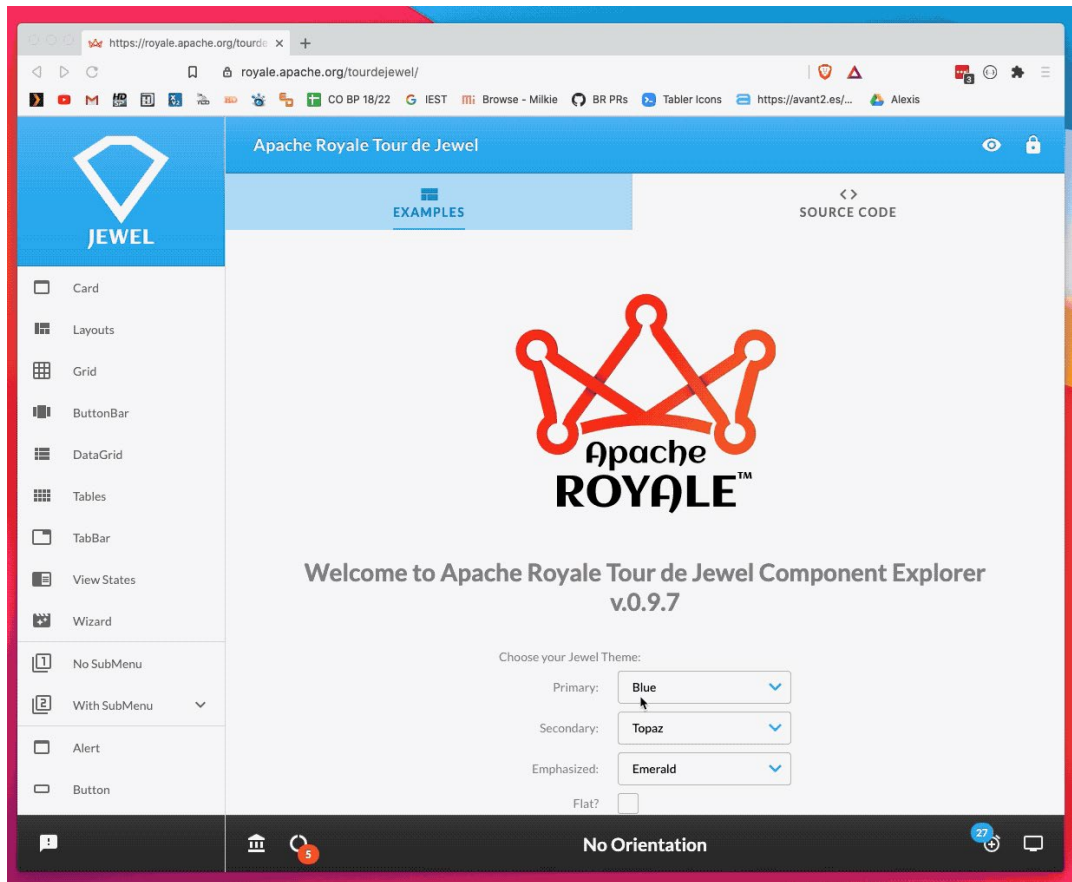 https://royale.apache.org/tourde
royale.apache.org/tourdejewel/
3
CO BP 18/22
IEST
Browse - Milkie
BR PRs
Tabler Icons
https://avant2.es/...
Alexis
JEWEL
Apache Royale Tour de Jewel
EXAMPLES
SOURCE CODE
Card
Layouts
Grid
ButtonBar
DataGrid
Tables
TabBar
View States
Wizard
1 No SubMenu
2 With SubMenu
Alert
Button
Apache
ROYALE™
Welcome to Apache Royale Tour de Jewel Component Explorer
v.0.9.7
Choose your Jewel Theme:
Primary: Blue
Secondary: Topaz
Emphasized: Emerald
Flat?
5
No Orientation
27